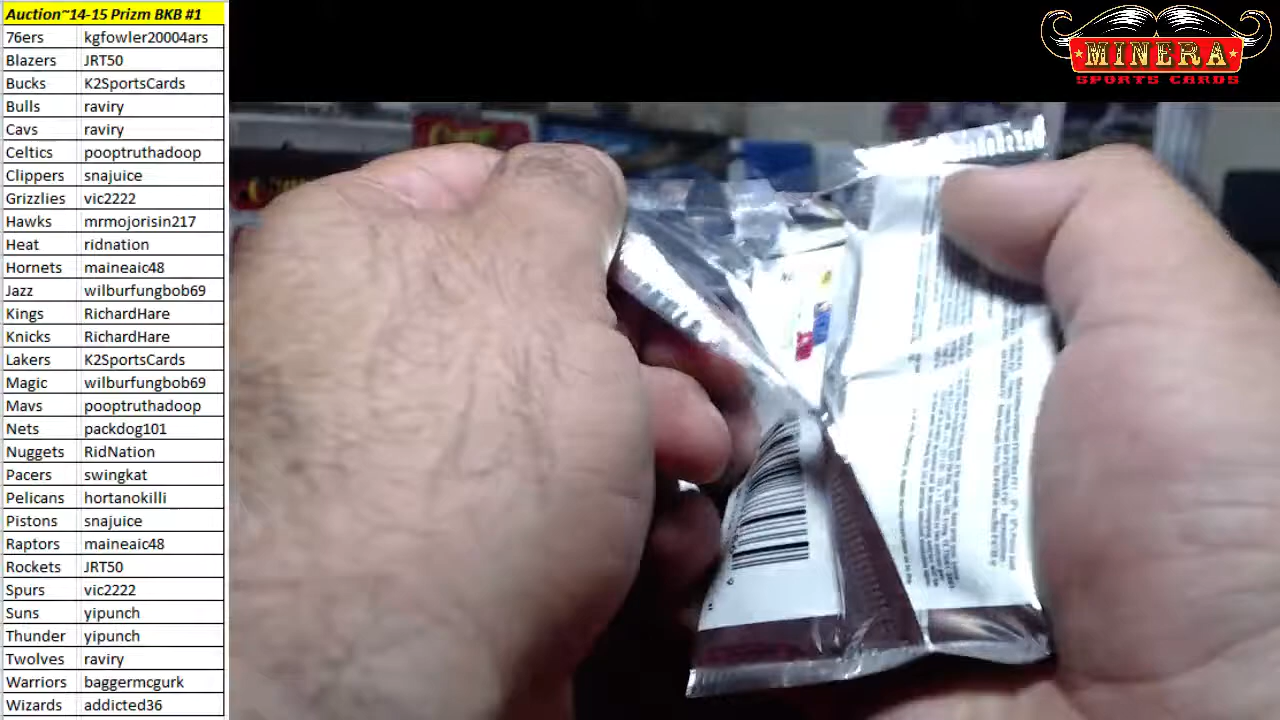 Auction~14-15 Prizm BKB #1
76ers kgfowler20004ars
Blazers JRT50
Bucks K2SportsCards
Bulls raviry
Cavs raviry
Celtics pooptruthadoop
Clippers snajuice
Grizzlies vic2222
Hawks mrmojorisin217
Heat ridnation
Hornets maineaic48
Jazz wilburfungbob69
Kings RichardHare
Knicks RichardHare
Lakers K2SportsCards
Magic wilburfungbob69
Mavs pooptruthadoop
Nets packdog101
Nuggets RidNation
Pacers swingkat
Pelicans hortanokilli
Pistons snajuice
Raptors maineaic48
Rockets JRT50
Spurs vic2222
Suns yipunch
Thunder yipunch
Twolves raviry
Warriors baggermcgurk
Wizards addicted36
MINERA
SPORTS CARDS